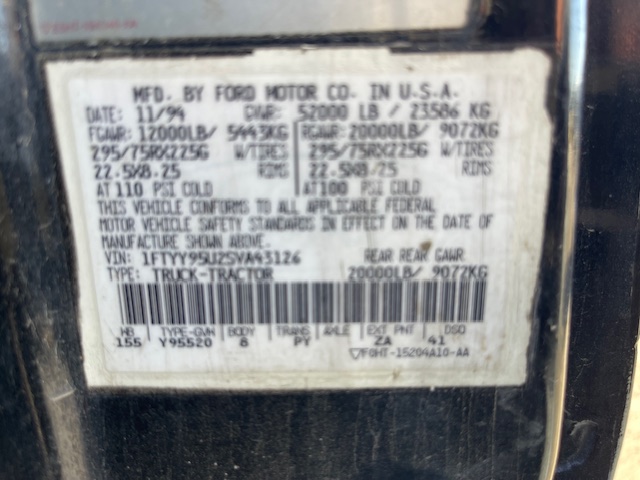 MFD. BY FORD MOTOR CO. IN U.S.A.
DATE: 11/94 GVWR: 52000 LB / 23586 KG
FGAWR: 12000LB/ 5443KG RGAWR: 20000LB/ 9072KG
295/75RX22.5G W/TIRES 295/75RX22.5G W/TIRES
22.5X8.25 RIMS 22.5X8.25 RIMS
AT 110 PSI COLD AT 100 PSI COLD
THIS VEHICLE CONFORMS TO ALL APPLICABLE FEDERAL
MOTOR VEHICLE SAFETY STANDARDS IN EFFECT ON THE DATE OF
MANUFACTURE SHOWN ABOVE
VIN: 1FTYY95U2SVA43126 REAR REAR GAWR:
TYPE: TRUCK-TRACTOR 20000LB/ 9072KG
WB TYPE-GVW BODY TRANS AXLE EXT PNT DSO
155 Y95520 8 PY ZA 41
F0HT-15204A10-AA